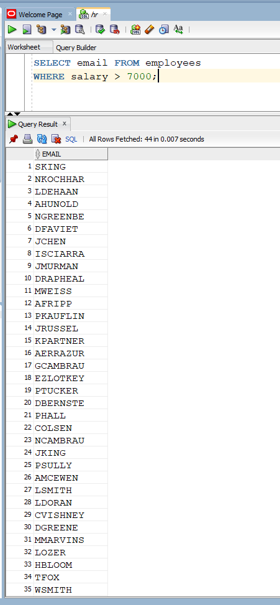 Welcome Page
hr
Worksheet Query Builder
SELECT email FROM employees
WHERE salary > 7000;
Query Result
SQL | All Rows Fetched: 44 in 0.007 seconds
EMAIL
1 SKING
2 NKOCHHAR
3 LDEHAAN
4 AHUNOLD
5 NGREENBE
6 DFAVIET
7 JCHEN
8 ISCIARRA
9 JMURMAN
10 DRAPHEAL
11 MWEISS
12 AFRIPP
13 PKAUFLIN
14 JRUSSEL
15 KPARTNER
16 AERRAZUR
17 GCAMBRAU
18 EZLOTKEY
19 PTUCKER
20 DBERNSTE
21 PHALL
22 COLSEN
23 NCAMBRAU
24 JKING
25 PSULLY
26 AMCEWEN
27 LSMITH
28 LDORAN
29 CVISHNEY
30 DGREENE
31 MMARVINS
32 LOZER
33 HBLOOM
34 TFOX
35 WSMITH